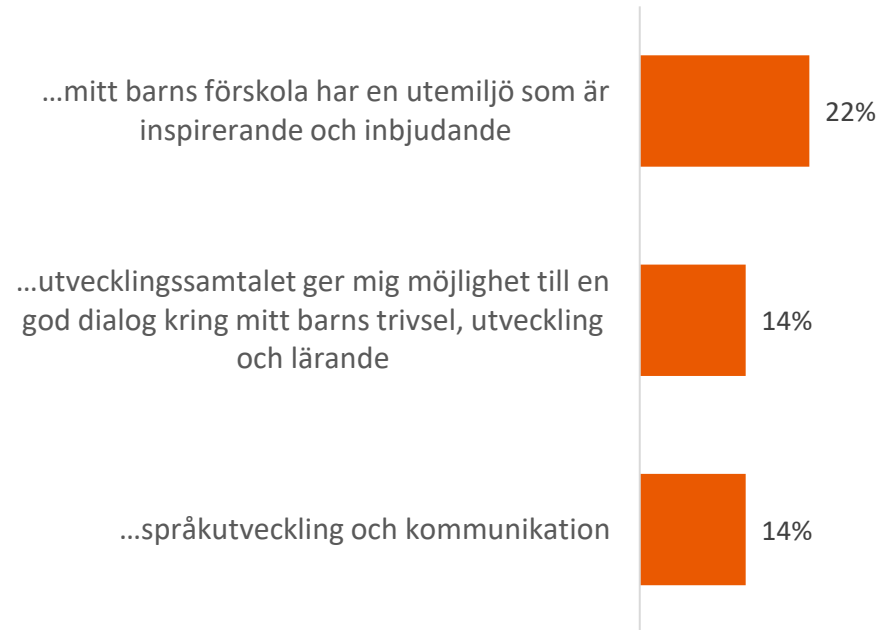 …mitt barns förskola har en utemiljö som är
inspirerande och inbjudande
22%
…utvecklingssamtalet ger mig möjlighet till en
god dialog kring mitt barns trivsel, utveckling
och lärande
14%
…språkutveckling och kommunikation
14%